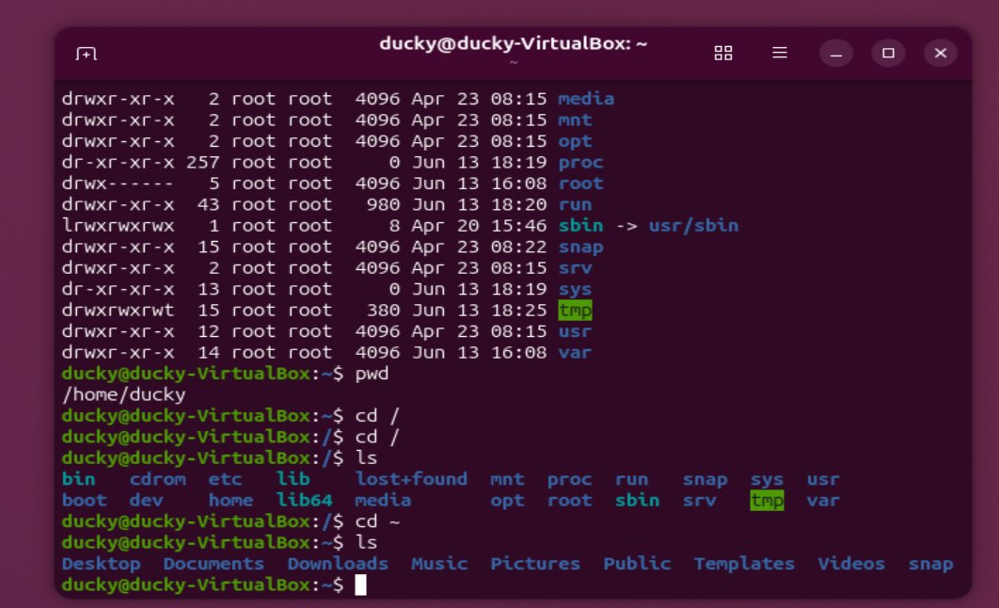 ducky@ducky-VirtualBox: ~
~
drwxr-xr-x   2 root root  4096 Apr 23 08:15 media
drwxr-xr-x   2 root root  4096 Apr 23 08:15 mnt
drwxr-xr-x   2 root root  4096 Apr 23 08:15 opt
dr-xr-xr-x 257 root root     0 Jun 13 18:19 proc
drwx------   5 root root  4096 Jun 13 16:08 root
drwxr-xr-x  43 root root   980 Jun 13 18:20 run
lrwxrwxrwx   1 root root     8 Apr 20 15:46 sbin -> usr/sbin
drwxr-xr-x  15 root root  4096 Apr 23 08:22 snap
drwxr-xr-x   2 root root  4096 Apr 23 08:15 srv
dr-xr-xr-x  13 root root     0 Jun 13 18:19 sys
drwxrwxrwt  15 root root   380 Jun 13 18:25 tmp
drwxr-xr-x  12 root root  4096 Apr 23 08:15 usr
drwxr-xr-x  14 root root  4096 Jun 13 16:08 var
ducky@ducky-VirtualBox:~$ pwd
/home/ducky
ducky@ducky-VirtualBox:~$ cd /
ducky@ducky-VirtualBox:/$ cd /
ducky@ducky-VirtualBox:/$ ls
bin   cdrom  etc   lib    lost+found  mnt  proc  run   snap  sys  usr
boot  dev    home  lib64  media       opt  root  sbin  srv   tmp  var
ducky@ducky-VirtualBox:/$ cd ~
ducky@ducky-VirtualBox:~$ ls
Desktop  Documents  Downloads  Music  Pictures  Public  Templates  Videos  snap
ducky@ducky-VirtualBox:~$